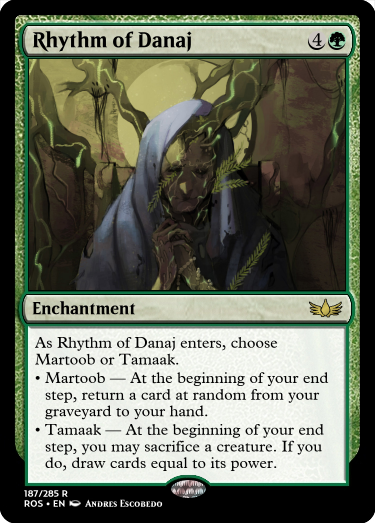 Rhythm of Danaj 4
Enchantment
As Rhythm of Danaj enters, choose
Martoob or Tamaak.
• Martoob — At the beginning of your end
step, return a card at random from your
graveyard to your hand.
• Tamaak — At the beginning of your end
step, you may sacrifice a creature. If you
do, draw cards equal to its power.
187/285 R
ROS • EN Andres Escobedo